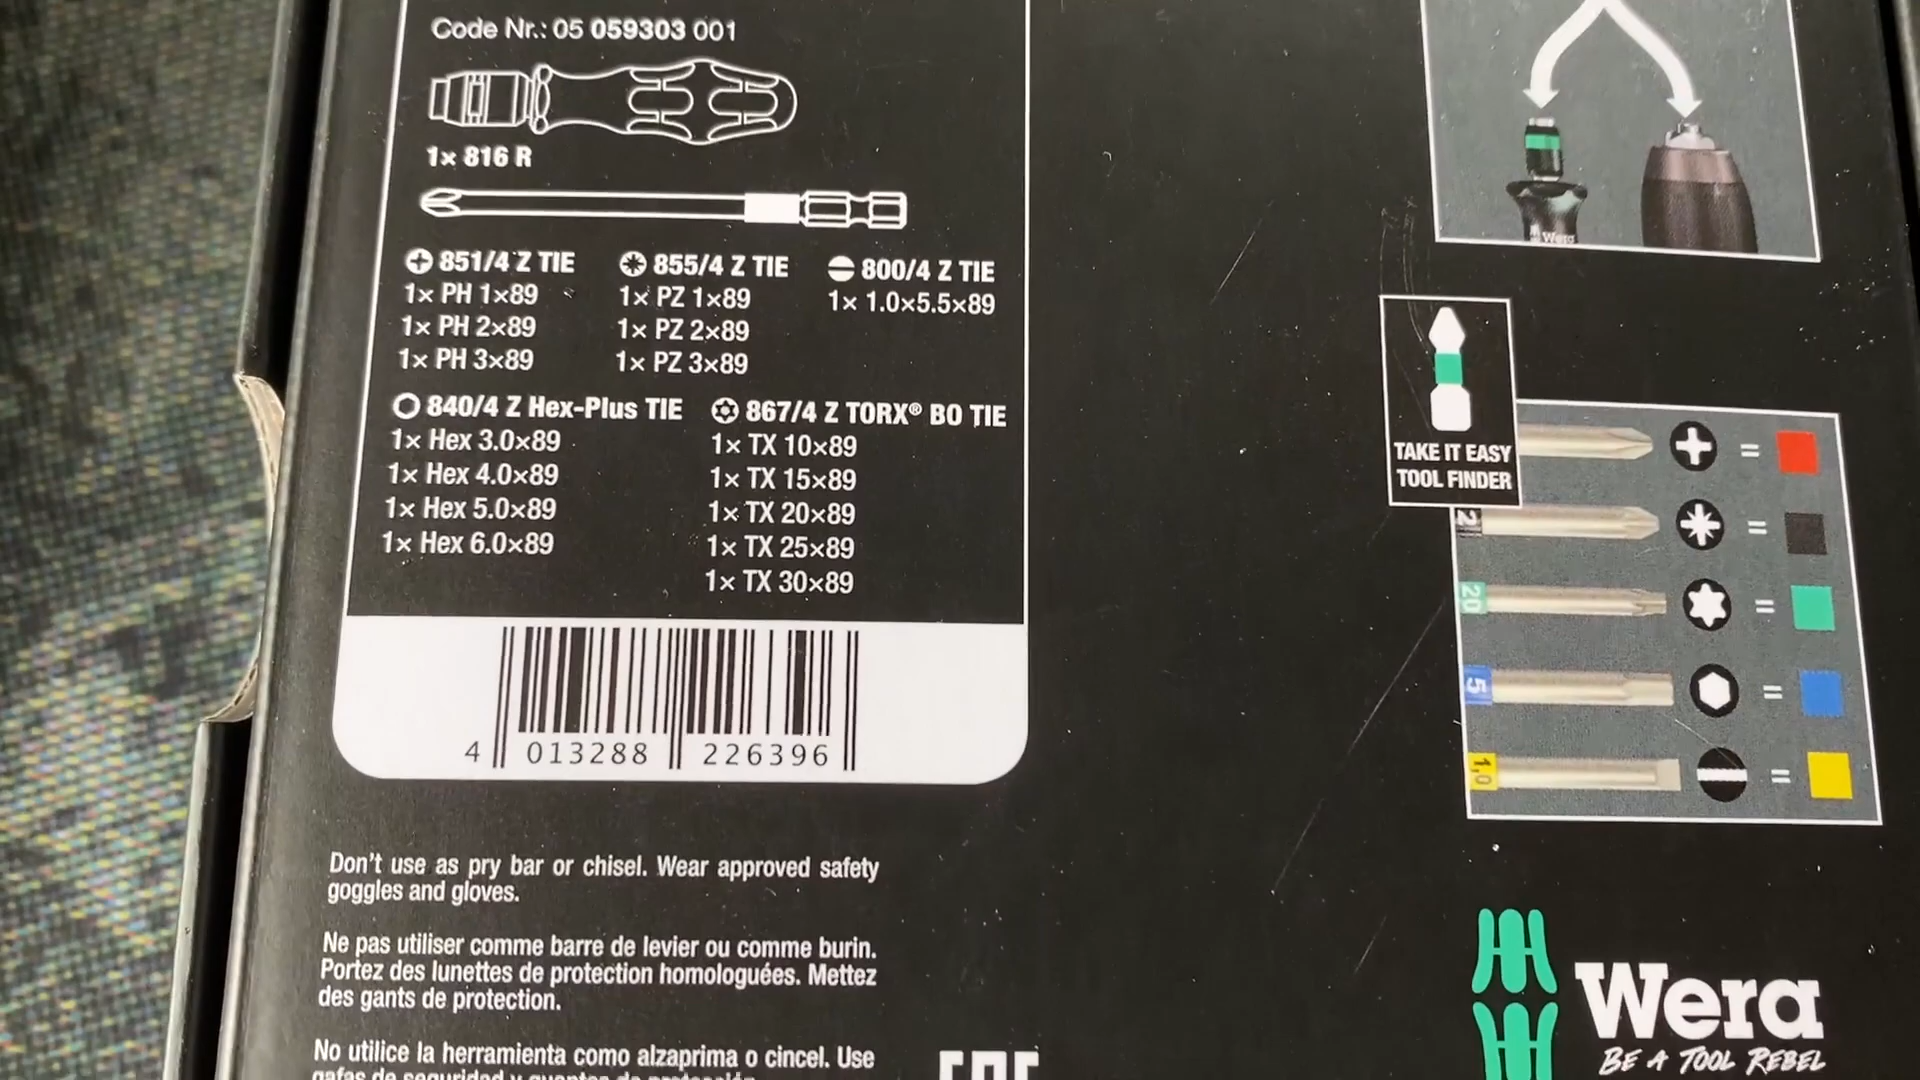 Code Nr.: 05 059303 001
1× 816 R
851/4 Z TIE
1× PH 1×89
1× PH 2×89
1× PH 3×89
855/4 Z TIE
1× PZ 1×89
1× PZ 2×89
1× PZ 3×89
800/4 Z TIE
1× 1.0×5.5×89
840/4 Z Hex-Plus TIE
1× Hex 3.0×89
1× Hex 4.0×89
1× Hex 5.0×89
1× Hex 6.0×89
867/4 Z TORX® BO TIE
1× TX 10×89
1× TX 15×89
1× TX 20×89
1× TX 25×89
1× TX 30×89
4 013288 226396
Don't use as pry bar or chisel. Wear approved safety
goggles and gloves.
Ne pas utiliser comme barre de levier ou comme burin.
Portez des lunettes de protection homologuées. Mettez
des gants de protection.
No utilice la herramienta como alzaprima o cincel. Use
gafas de seguridad y guantes de protección.
Wera
TAKE IT EASY
TOOL FINDER
=
2
=
20
=
5
=
1,0
=
Wera
BE A TOOL REBEL